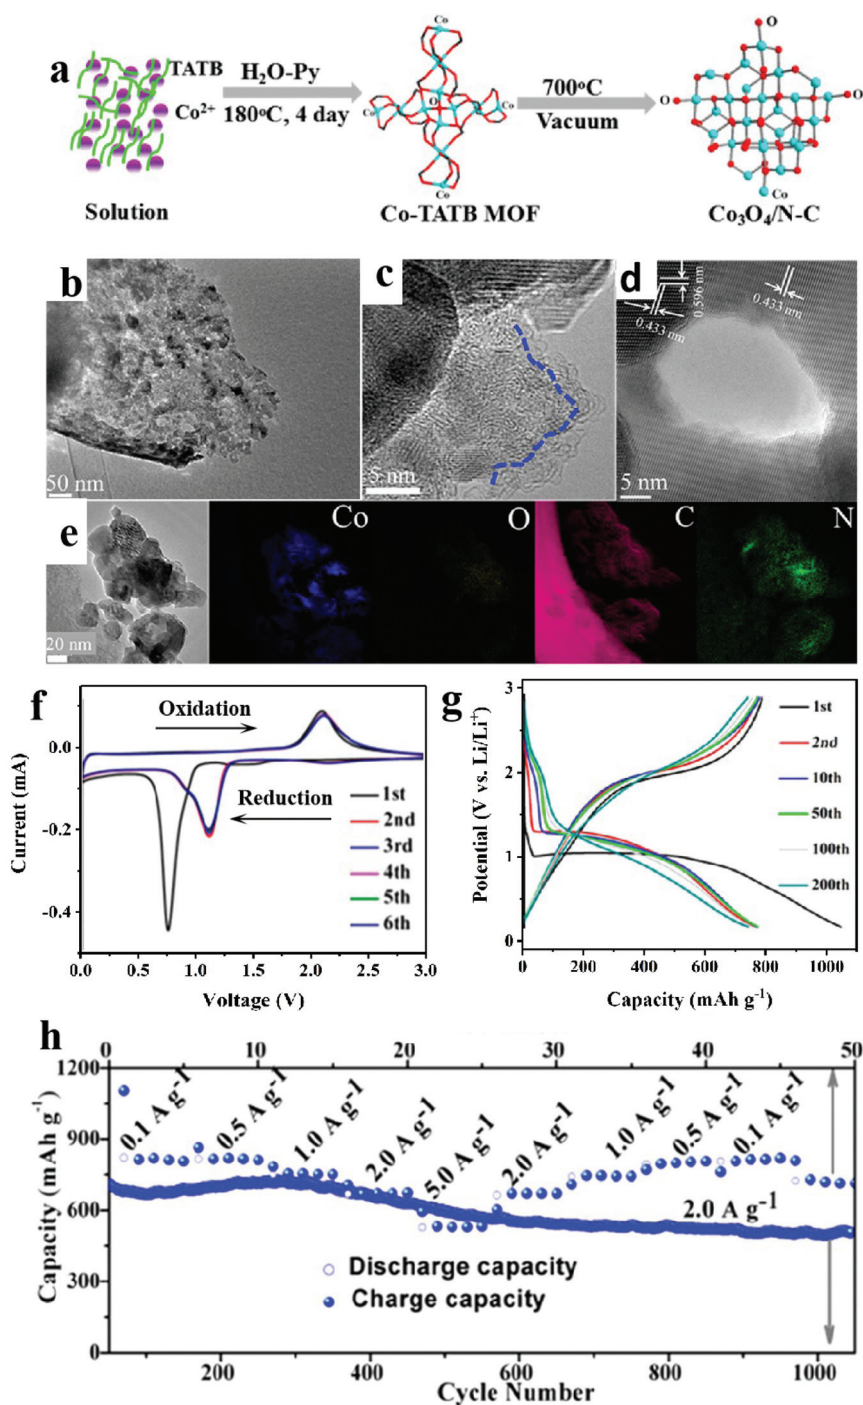 a
TATB
Co²⁺
H₂O-Py
180°C, 4 day
700°C
Vacuum
Co
Co
Co
Co
O
O
O
O
Co
Solution
Co-TATB MOF
Co₃O₄/N-C
b
50 nm
c
5 nm
d
0.433 nm
0.596 nm
0.433 nm
5 nm
e
20 nm
Co
O
C
N
f
Oxidation
Reduction
1st
2nd
3rd
4th
5th
6th
Current (mA)
0.0
-0.2
-0.4
0.0 0.5 1.0 1.5 2.0 2.5 3.0
Voltage (V)
g
1st
2nd
10th
50th
100th
200th
Potential (V vs. Li/Li⁺)
3
2
1
0
0 200 400 600 800 1000
Capacity (mAh g⁻¹)
h
0 10 20 30 40 50
Capacity (mAh g⁻¹)
1200
900
600
300
0
0.1 A g⁻¹
0.5 A g⁻¹
1.0 A g⁻¹
2.0 A g⁻¹
5.0 A g⁻¹
2.0 A g⁻¹
1.0 A g⁻¹
0.5 A g⁻¹
0.1 A g⁻¹
2.0 A g⁻¹
Discharge capacity
Charge capacity
200 400 600 800 1000
Cycle Number